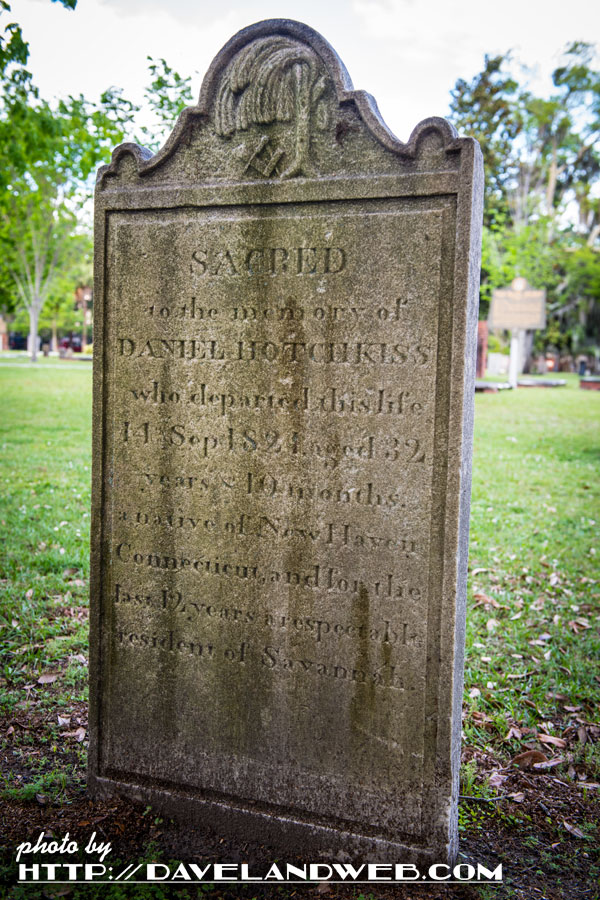 SACRED
to the memory of
DANIEL HOTCHKISS
who departed this life
14th Sep 1824, aged 32
years & 10 months.
a native of New Haven
Connecticut, and for the
last 12, years a respectable
resident of Savannah.
photo by
HTTP://DAVELANDWEB.COM